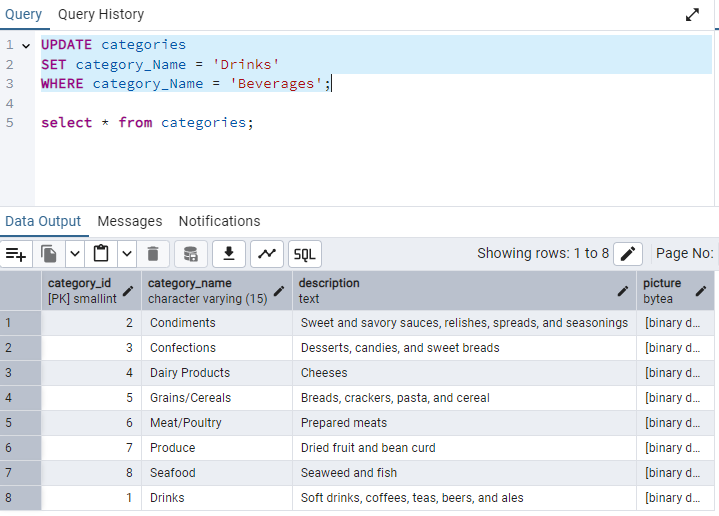 Query Query History
1 UPDATE categories
2 SET category_Name = 'Drinks'
3 WHERE category_Name = 'Beverages';
4
5 select * from categories;
Data Output Messages Notifications
SQL Showing rows: 1 to 8 Page No:
category_id category_name description picture
[PK] smallint character varying (15) text bytea
1 2 Condiments Sweet and savory sauces, relishes, spreads, and seasonings [binary d...
2 3 Confections Desserts, candies, and sweet breads [binary d...
3 4 Dairy Products Cheeses [binary d...
4 5 Grains/Cereals Breads, crackers, pasta, and cereal [binary d...
5 6 Meat/Poultry Prepared meats [binary d...
6 7 Produce Dried fruit and bean curd [binary d...
7 8 Seafood Seaweed and fish [binary d...
8 1 Drinks Soft drinks, coffees, teas, beers, and ales [binary d...